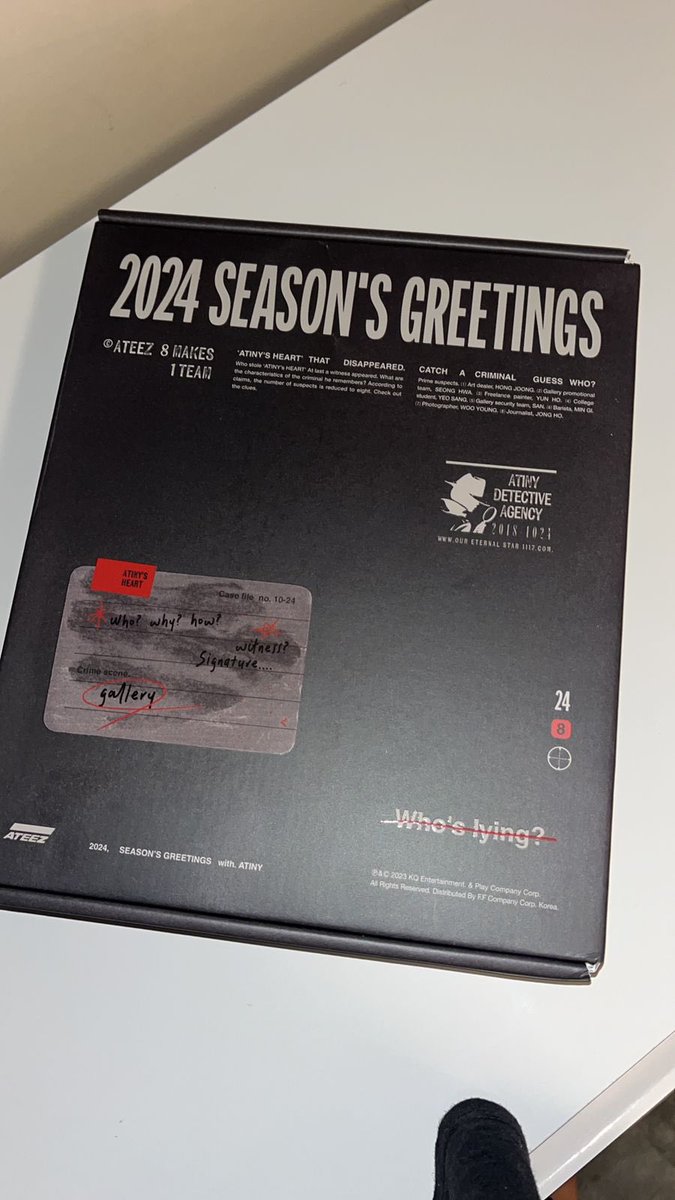 2024 SEASON'S GREETINGS
©ATEEZ 8 MAKES
1 TEAM
'ATINY'S HEART' THAT DISAPPEARED.
Who stole 'ATINY'S HEART' At last a witness appeared. What are
the characteristics of the criminal he remembers? According to
claims, the number of suspects is reduced to eight. Check out
the clues.
CATCH A CRIMINAL GUESS WHO?
Prime suspects. (1) Art dealer, HONG JOONG. (2) Gallery promotional
team, SEONG HWA. (3) Freelance painter, YUN HO. (4) College
student, YEO SANG. (5) Gallery security team, SAN. (6) Barista, MIN GI.
(7) Photographer, WOO YOUNG. (8) Journalist, JONG HO.
ATINY
DETECTIVE
AGENCY
2018 1024
WWW.OUR ETERNAL STAR 1117.COM
ATINY'S
HEART
Case file no. 10-24
who? why? how?
witness?
Signature....
Crime scene.
gallery
24
8
Who's lying?
ATEEZ
2024, SEASON'S GREETINGS with. ATINY
℗&© 2023 KQ Entertainment. & Play Company Corp.
All Rights Reserved. Distributed By F.F Company Corp. Korea.